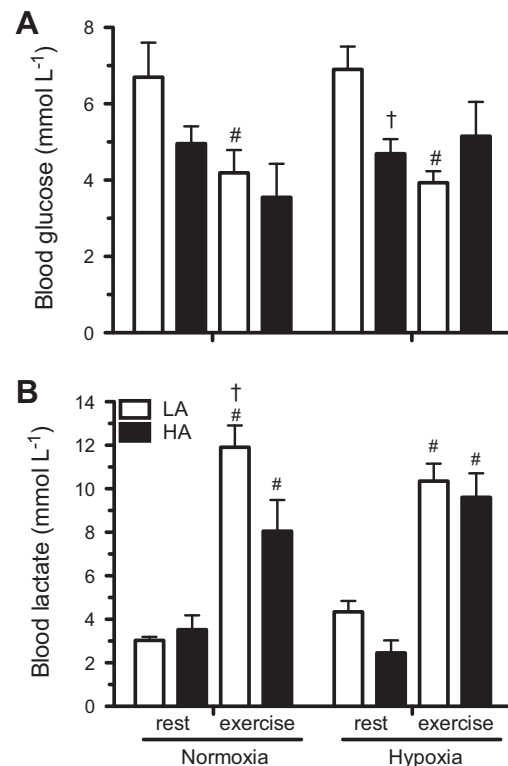 A
Blood glucose (mmol L-1)
8
6
4
2
0
#
†
#
B
Blood lactate (mmol L-1)
14
12
10
8
6
4
2
0
LA
HA
†
#
#
#
#
rest exercise rest exercise
Normoxia Hypoxia